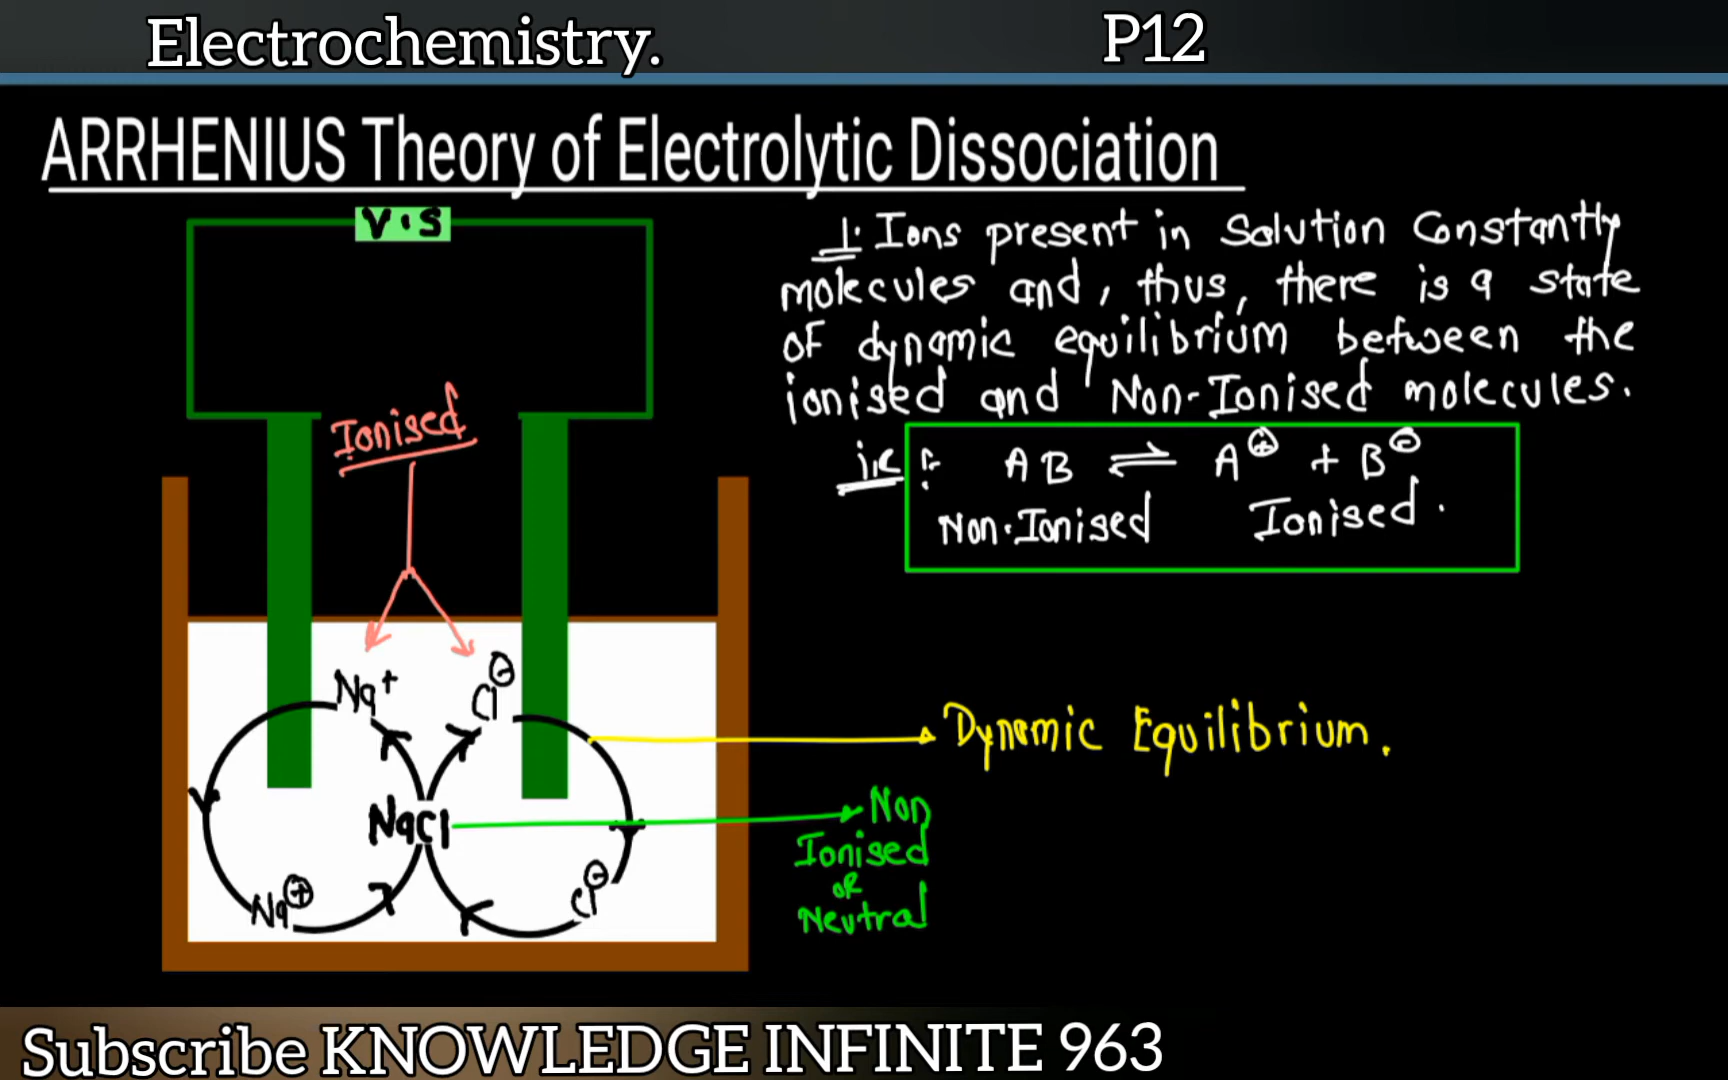 Electrochemistry.
P12
ARRHENIUS Theory of Electrolytic Dissociation
V.S
1. Ions present in Solution Constantly
molecules and, thus, there is a state
of dynamic equilibrium between the
ionised and Non-Ionised molecules.
i.e : AB ⇌ A⊕ + B⊖
Non-Ionised Ionised.
Ionised
Na+ Cl⊖
Dynamic Equilibrium.
NaCl
Non
Ionised
or
Neutral
Na⊕ Cl⊖
Subscribe KNOWLEDGE INFINITE 963